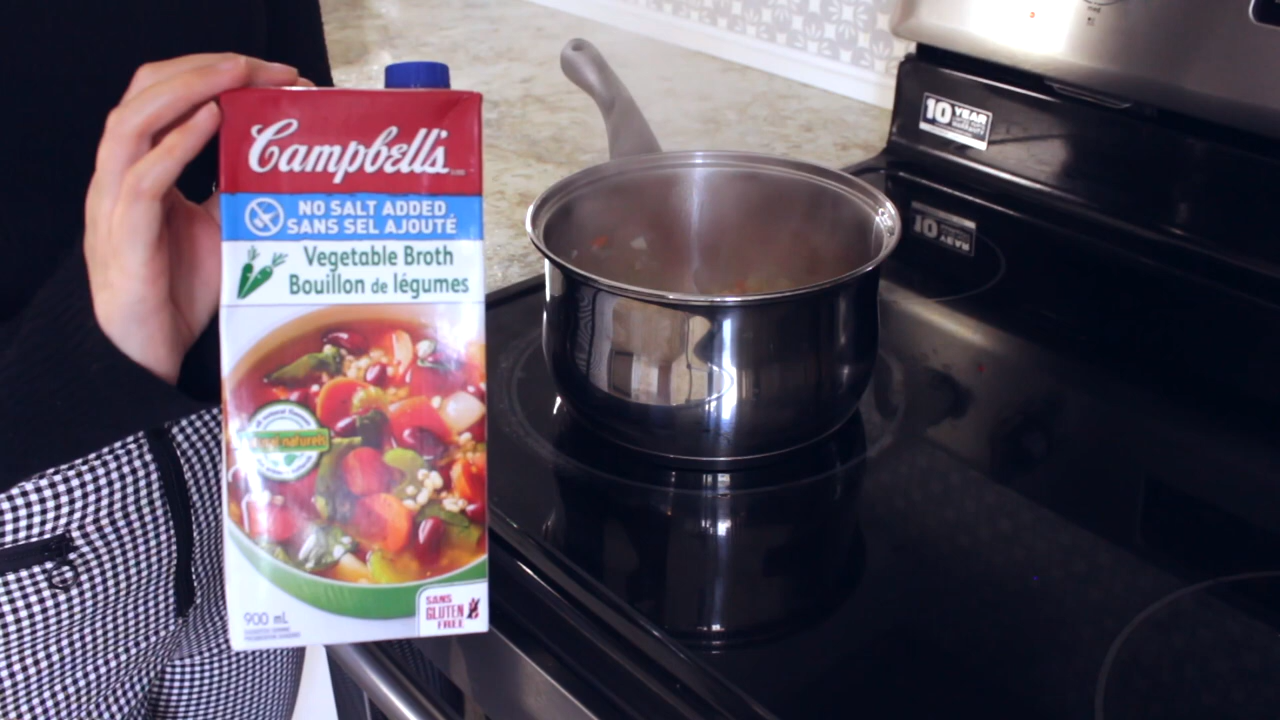 Campbell's
NO SALT ADDED
SANS SEL AJOUTÉ
Vegetable Broth
Bouillon de légumes
naturels
900 mL
SANS
GLUTEN
FREE
10 YEAR